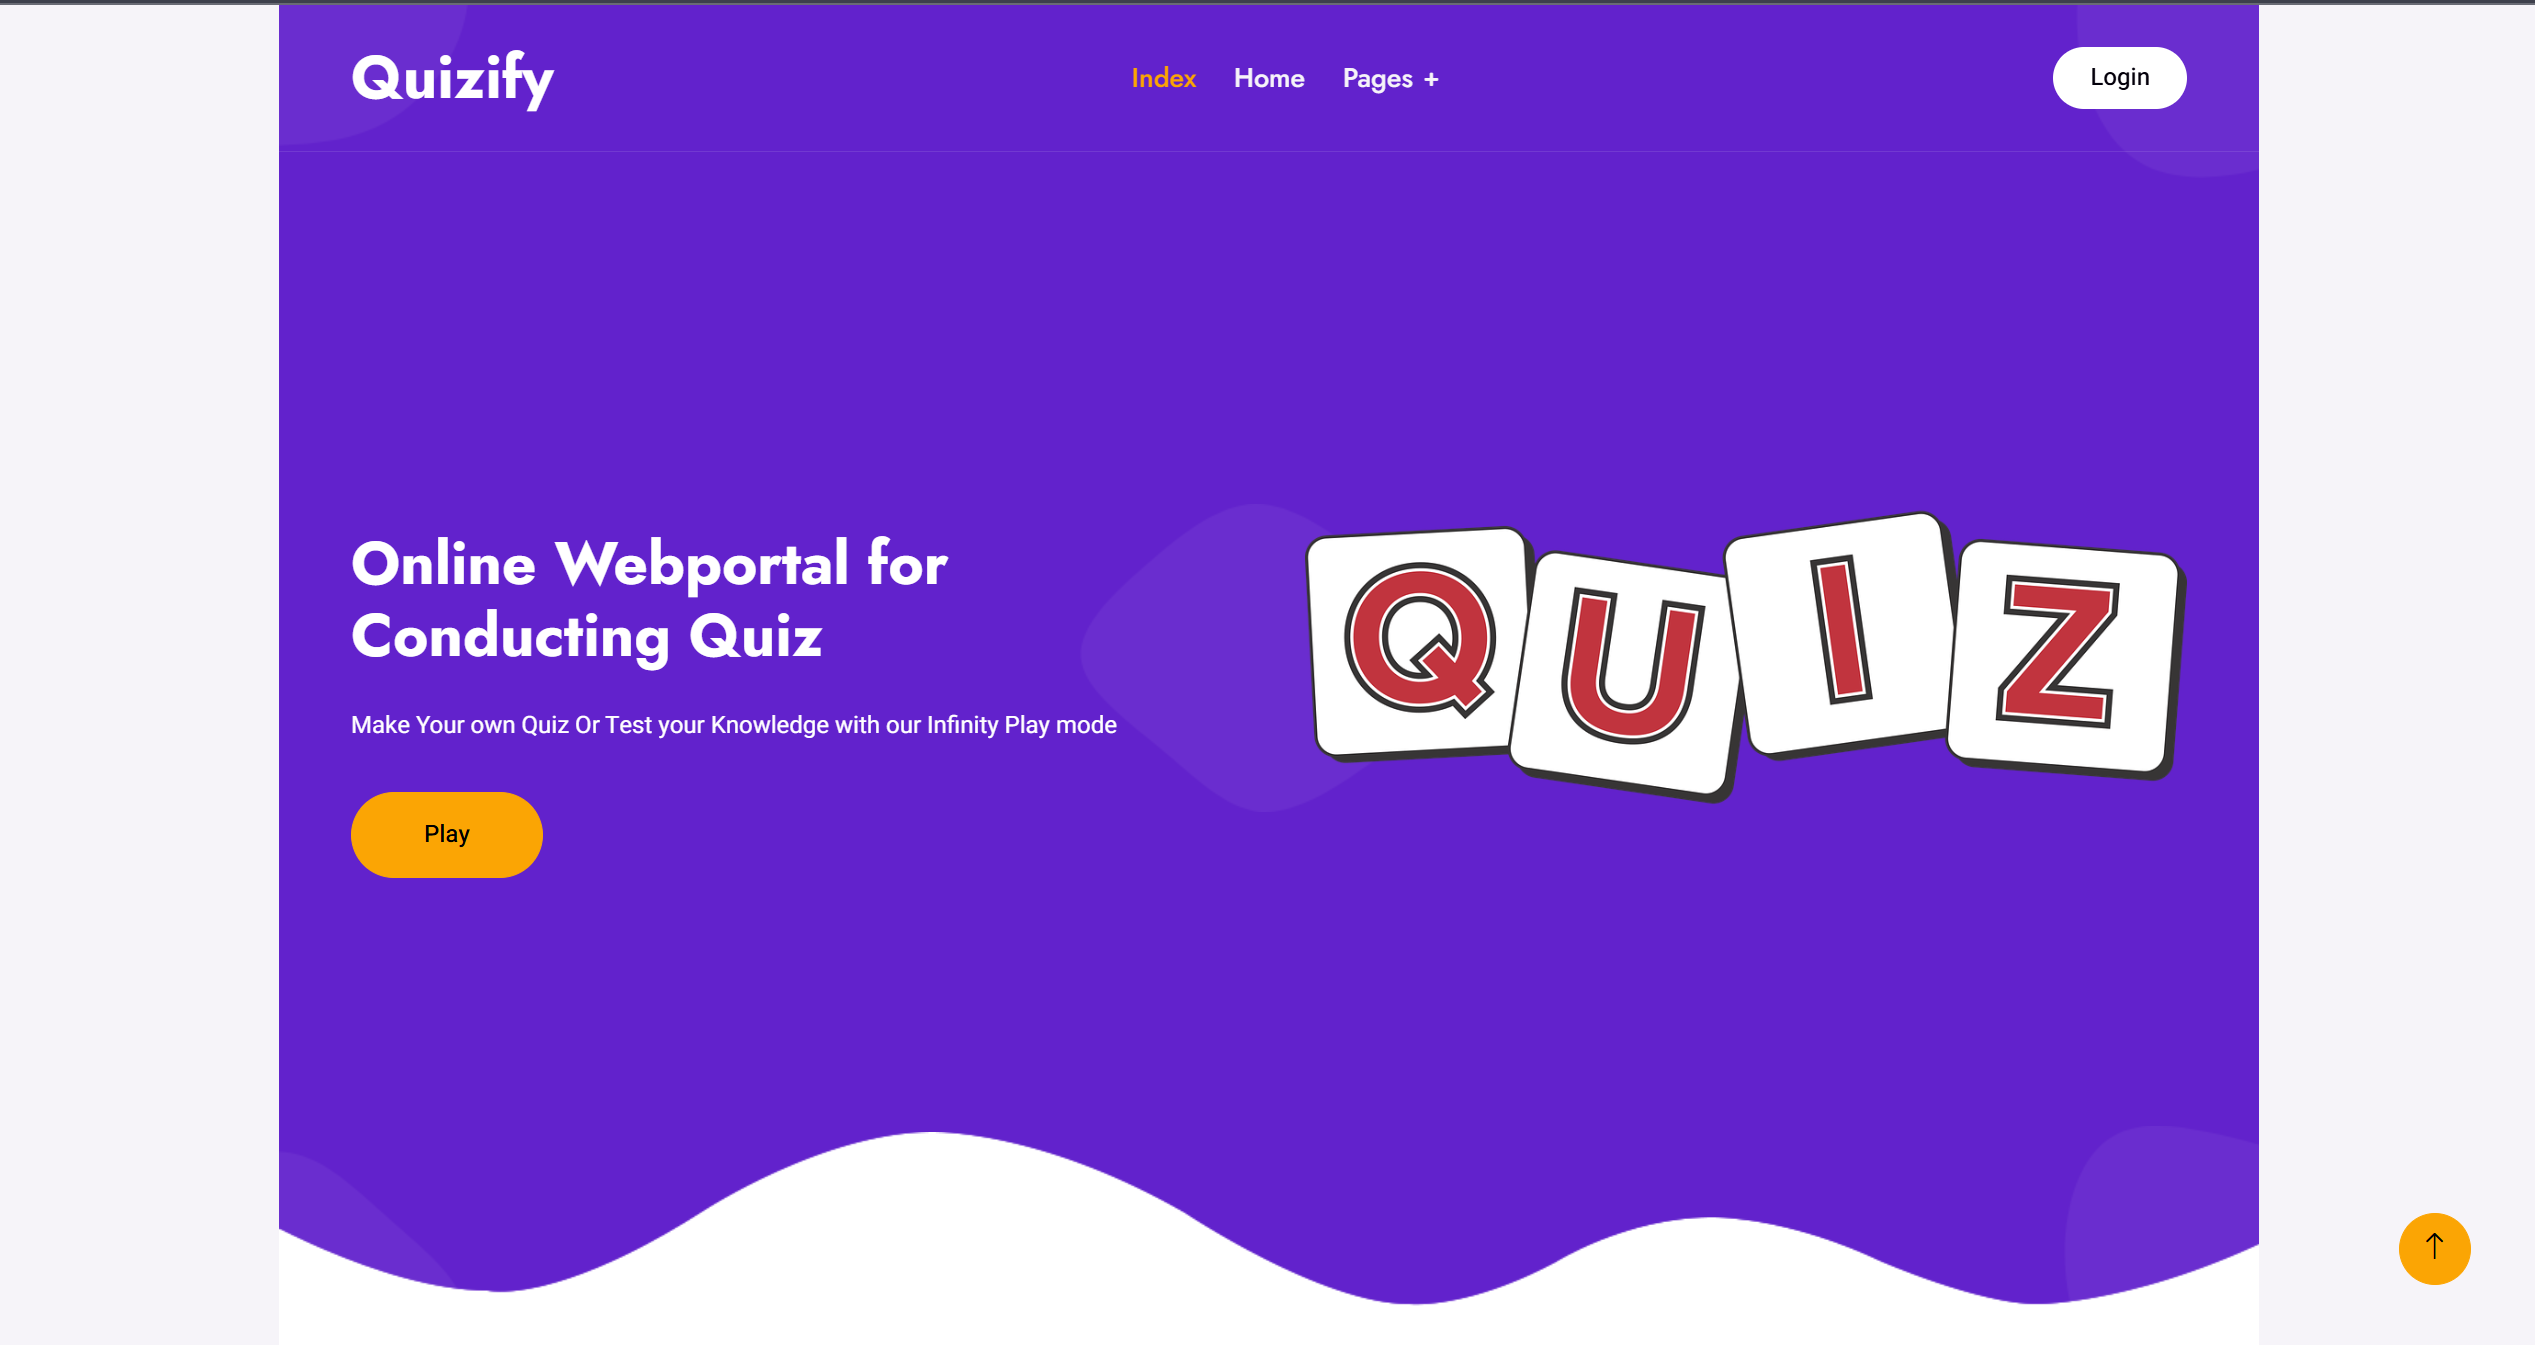 Quizify
Index Home Pages +
Login
Online Webportal for
Conducting Quiz
Make Your own Quiz Or Test your Knowledge with our Infinity Play mode
Play
QUIZ